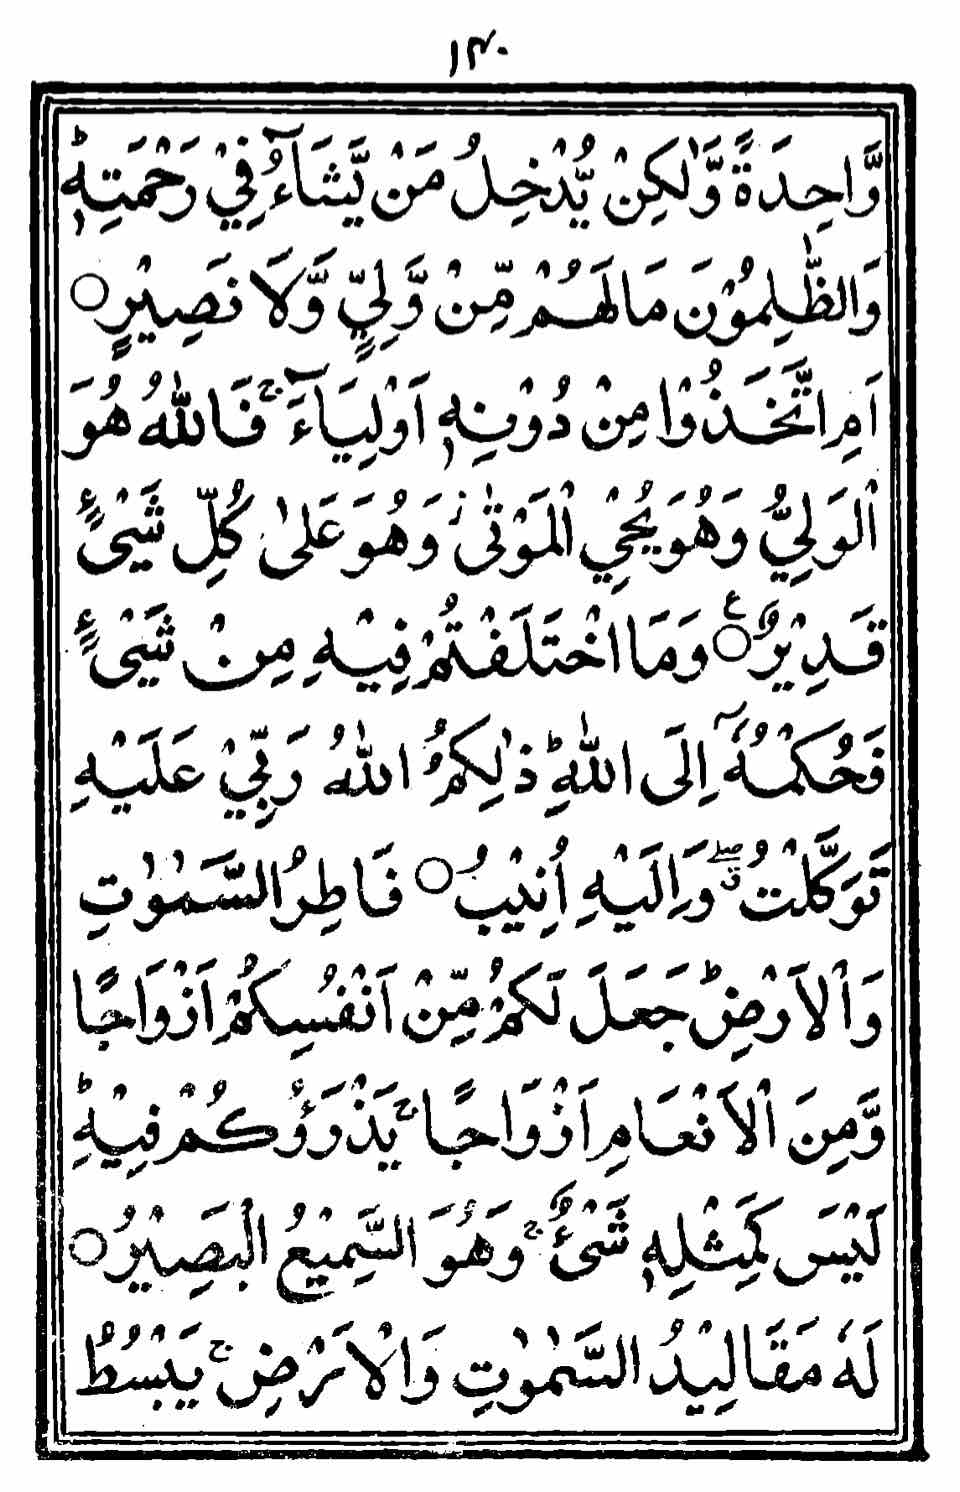 ١٣٠
وَّاحِدَةً وَّلٰكِنْ يُّدْخِلُ مَنْ يَّشَآءُ فِيْ رَحْمَتِهٖ ؕ
وَالظّٰلِمُوْنَ مَا لَهُمْ مِّنْ وَّلِيٍّ وَّلَا نَصِيْرٍ ○
اَمِ اتَّخَذُوْا مِنْ دُوْنِهٖ اَوْلِيَآءَ ۚ فَاللّٰهُ هُوَ
الْوَلِيُّ وَهُوَ يُحْيِ الْمَوْتٰى ۡ وَهُوَ عَلٰى كُلِّ شَيْءٍ
قَدِيْرٌ ○ ع وَمَا اخْتَلَفْتُمْ فِيْهِ مِنْ شَيْءٍ
فَحُكْمُهٗٓ اِلَى اللّٰهِ ؕ ذٰلِكُمُ اللّٰهُ رَبِّيْ عَلَيْهِ
تَوَكَّلْتُ ۖ ق وَاِلَيْهِ اُنِيْبُ ○ فَاطِرُ السَّمٰوٰتِ
وَالْاَرْضِ ؕ جَعَلَ لَكُمْ مِّنْ اَنْفُسِكُمْ اَزْوَاجًا
وَّمِنَ الْاَنْعَامِ اَزْوَاجًا ۚ يَذْرَؤُكُمْ فِيْهِ ؕ
لَيْسَ كَمِثْلِهٖ شَيْءٌ ۚ وَهُوَ السَّمِيْعُ الْبَصِيْرُ ○
لَهٗ مَقَالِيْدُ السَّمٰوٰتِ وَالْاَرْضِ ۚ يَبْسُطُ